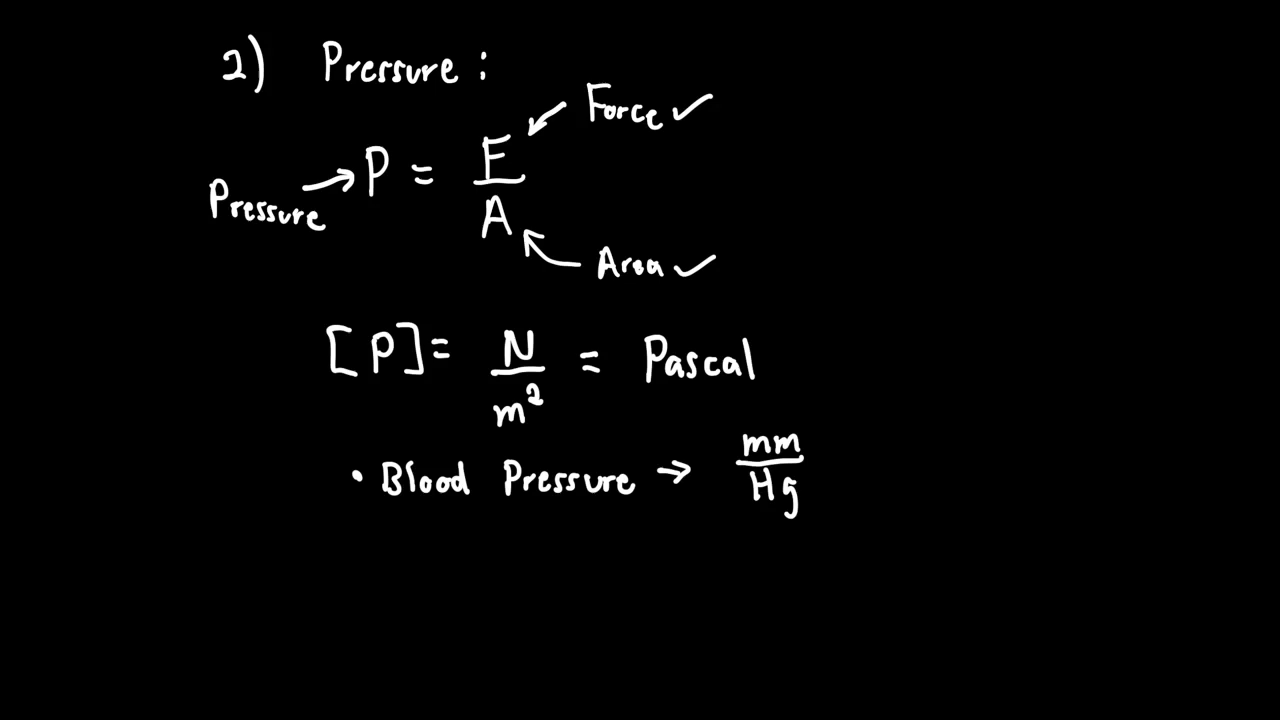 2) Pressure:
Force ✓
Pressure → P = F/A
Area ✓
[P] = N/m² = Pascal
• Blood Pressure → mm/Hg